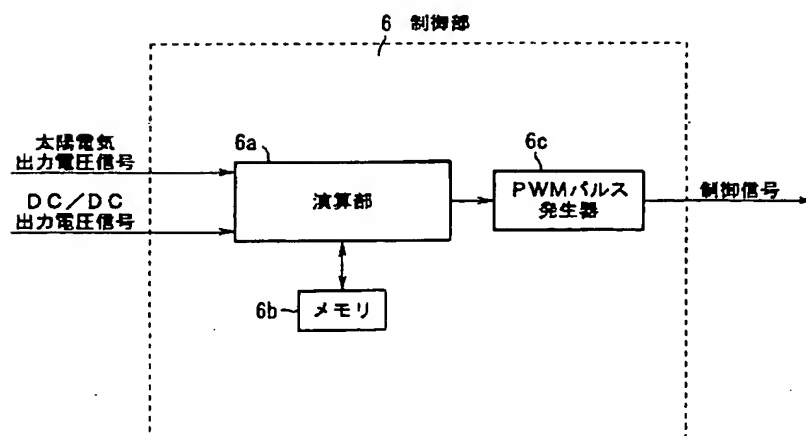 6 制御部
太陽電気
出力電圧信号
DC/DC
出力電圧信号
6a
演算部
6c
PWMパルス
発生器
制御信号
6b
メモリ